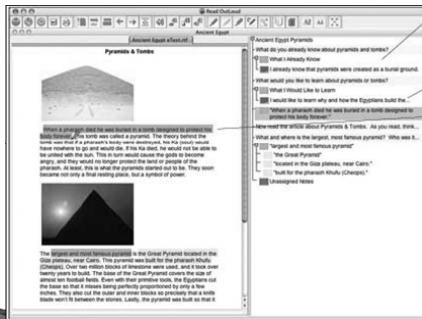 Read OutLoud
Ancient Egypt
Ancient Egypt eText.rtf
Pyramids & Tombs
When a pharaoh died he was buried in a tomb designed to protect his
body forever. This tomb was called a pyramid. The theory behind the
tomb was that if a pharaoh's body were destroyed, his Ka (soul) would
have nowhere to go and would die. If his Ka died, he would not be able to
be united with the sun. This in turn would cause the gods to become
angry, and they would no longer protect the land or people of the
pharaoh. At least, this is what the pyramids started out to be. They soon
became not only a final resting place, but a symbol of power.
The largest and most famous pyramid is the Great Pyramid located in the
Giza plateau, near Cairo. This pyramid was built for the pharaoh Khufu
(Cheops). Over two million blocks of limestone were used, and it took over
twenty years to build. The base of the Great Pyramid covers the size of
almost ten football fields. Even with their primitive tools, the Egyptians cut
the base so that it misses being perfectly proportioned by only a few
inches. They also cut the outer and inner blocks so precisely that a knife
blade won't fit between the stones. Lastly, the pyramid was built so that it
Ancient Egypt Pyramids
What do you already know about pyramids and tombs?
What I Already Know
I already know that pyramids were created as a burial ground.
What would you like to learn about pyramids or tombs?
What I Would Like to Learn
I would like to learn why and how the Egyptians build the...
"When a pharaoh died he was buried in a tomb designed to
protect his body forever."
Now read the article about Pyramids & Tombs. As you read, think...
What and where is the largest, most famous pyramid? Who was it...
"largest and most famous pyramid"
"the Great Pyramid"
"located in the Giza plateau, near Cairo."
"built for the pharaoh Khufu (Cheops)."
Unassigned Notes